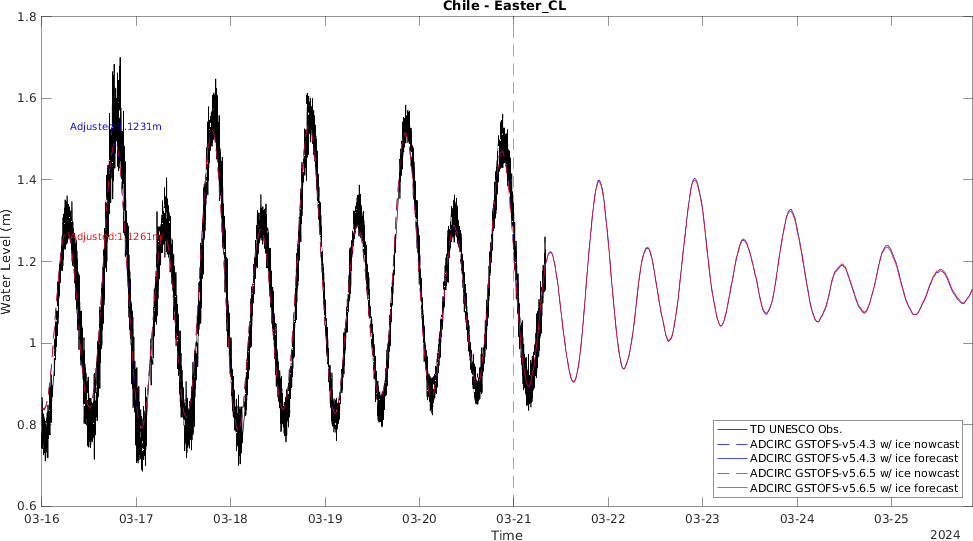 Chile - Easter_CL
1.8
1.6
1.4
1.2
1
0.8
0.6
Water Level (m)
Adjusted:1.1231m
Adjusted:1.1261m
TD UNESCO Obs.
ADCIRC GSTOFS-v5.4.3 w/ ice nowcast
ADCIRC GSTOFS-v5.4.3 w/ ice forecast
ADCIRC GSTOFS-v5.6.5 w/ ice nowcast
ADCIRC GSTOFS-v5.6.5 w/ ice forecast
03-16 03-17 03-18 03-19 03-20 03-21 03-22 03-23 03-24 03-25
Time
2024